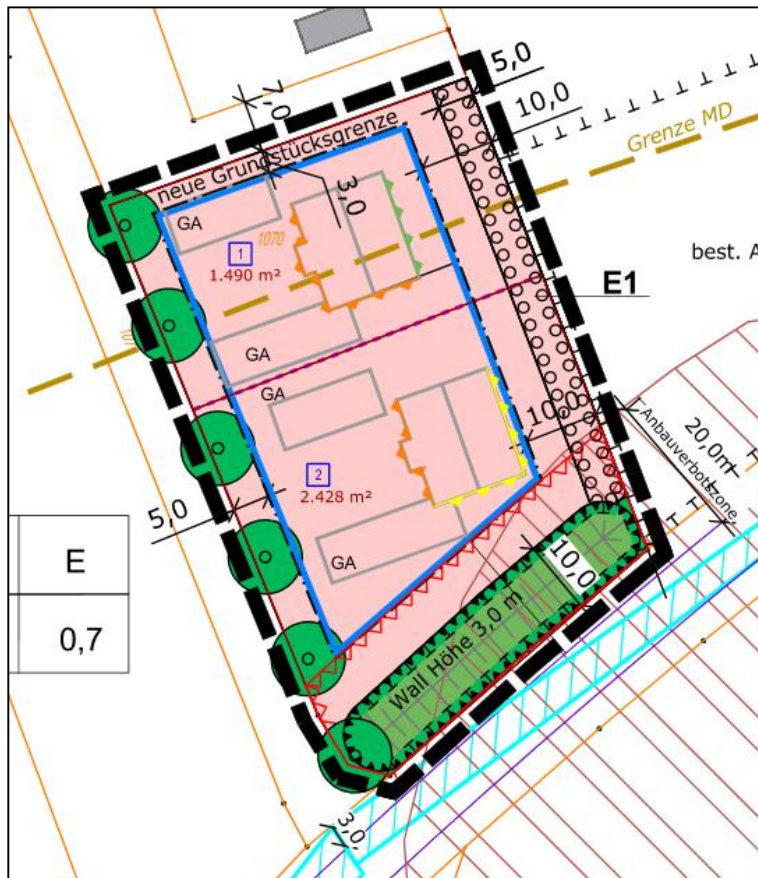 5,0
7,0
10,0
neue Grundstücksgrenze
Grenze MD
3,0
GA
1070
1
1.490 m²
best. A
E1
GA
GA
10,0
Anbauverbotszone
20,0m
2
2.428 m²
5,0
GA
E
10,0
0,7
Wall Höhe 3,0 m
3,0